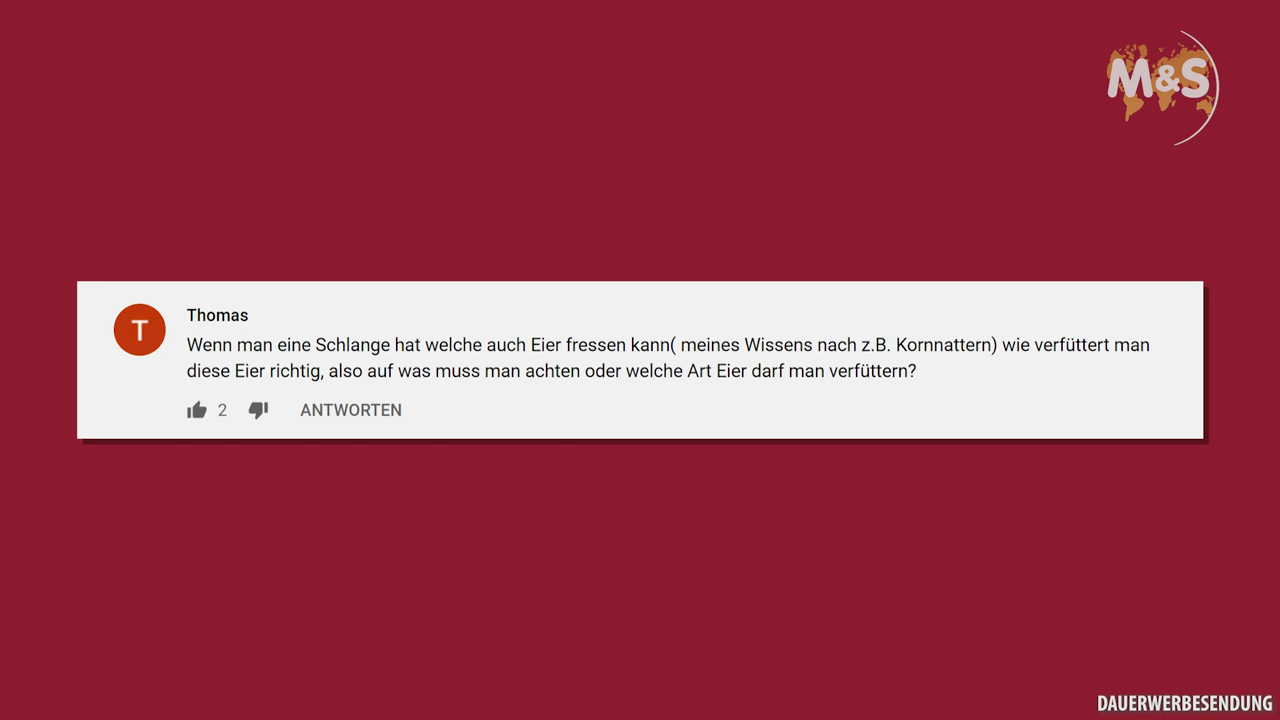 M&S
T
Thomas
Wenn man eine Schlange hat welche auch Eier fressen kann( meines Wissens nach z.B. Kornnattern) wie verfüttert man
diese Eier richtig, also auf was muss man achten oder welche Art Eier darf man verfüttern?
2 ANTWORTEN
DAUERWERBESENDUNG